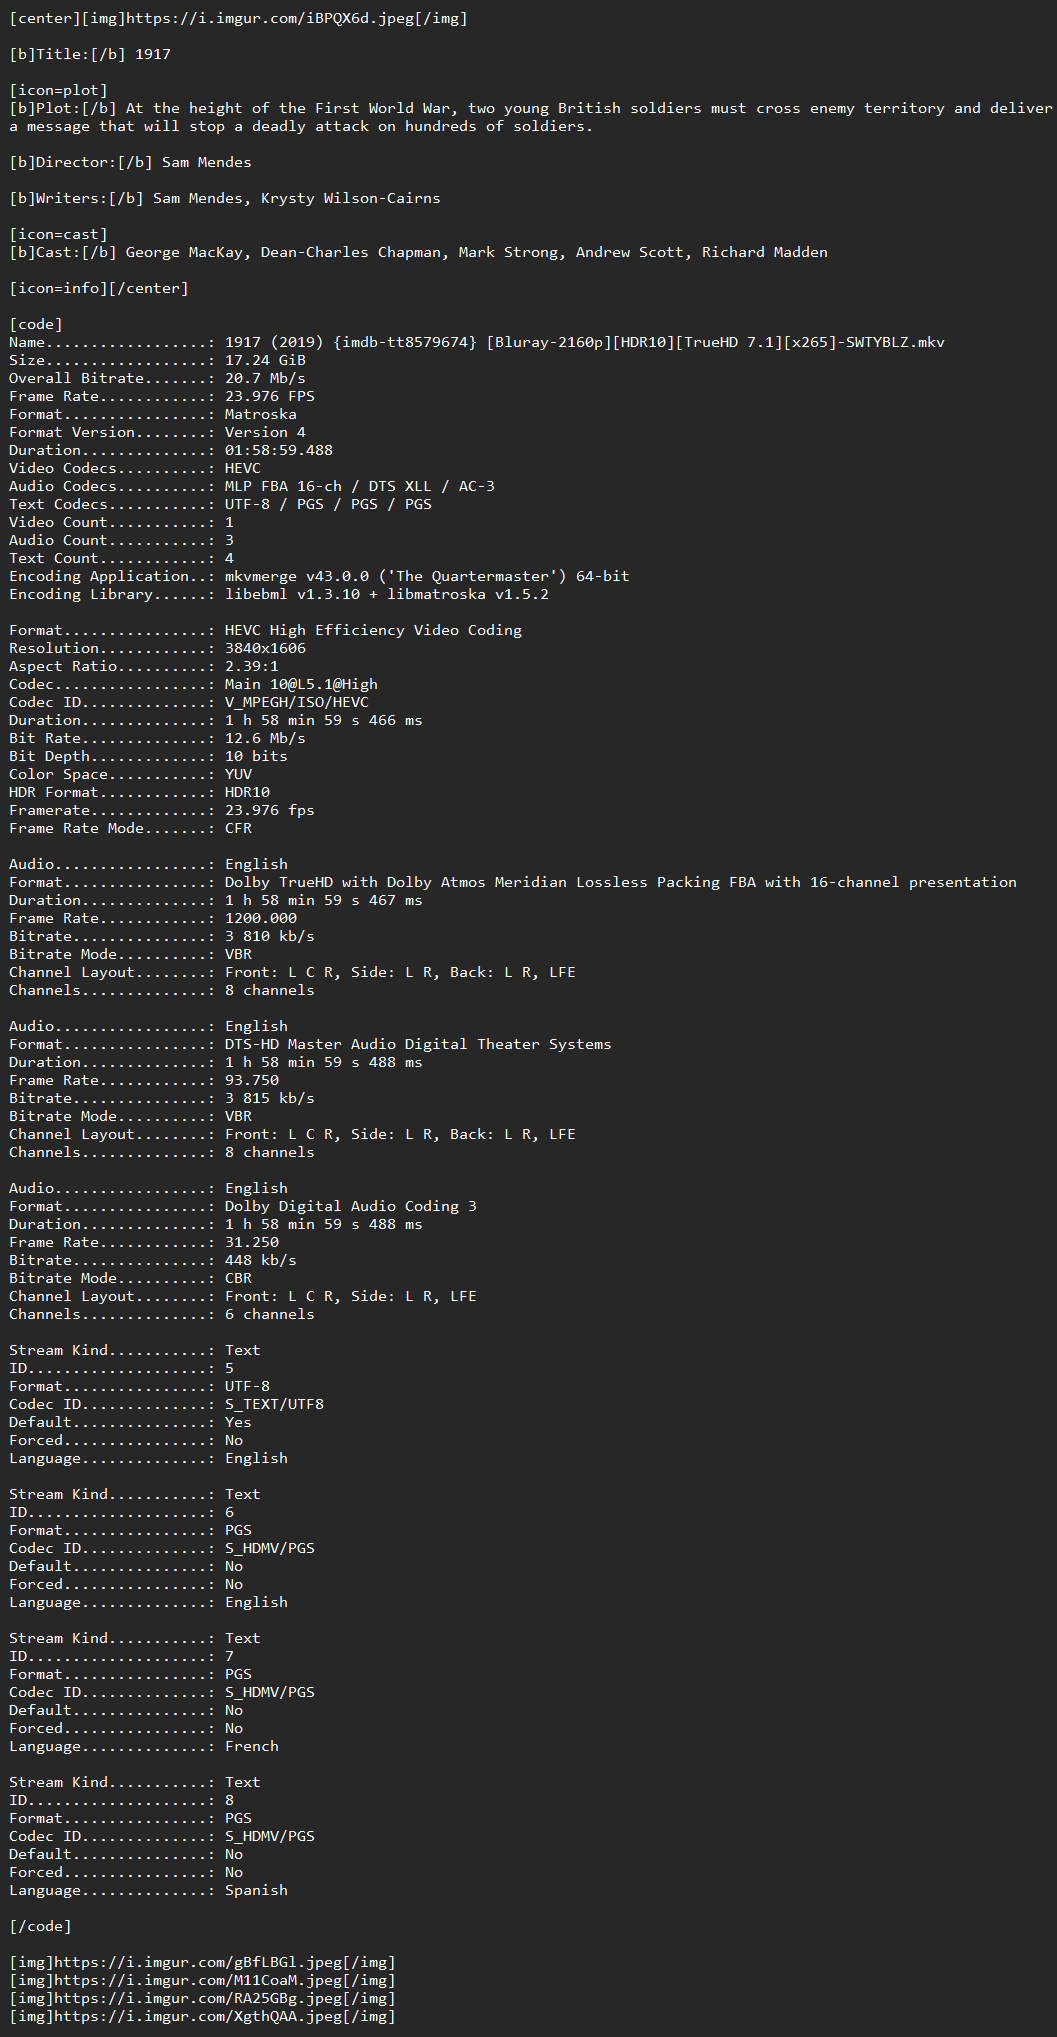 [center][img]https://i.imgur.com/iBPQX6d.jpeg[/img]
[b]Title:[/b] 1917
[icon=plot]
[b]Plot:[/b] At the height of the First World War, two young British soldiers must cross enemy territory and deliver
a message that will stop a deadly attack on hundreds of soldiers.
[b]Director:[/b] Sam Mendes
[b]Writers:[/b] Sam Mendes, Krysty Wilson-Cairns
[icon=cast]
[b]Cast:[/b] George MacKay, Dean-Charles Chapman, Mark Strong, Andrew Scott, Richard Madden
[icon=info][/center]
[code]
Name..................: 1917 (2019) {imdb-tt8579674} [Bluray-2160p][HDR10][TrueHD 7.1][x265]-SWTYBLZ.mkv
Size..................: 17.24 GiB
Overall Bitrate.......: 20.7 Mb/s
Frame Rate............: 23.976 FPS
Format................: Matroska
Format Version........: Version 4
Duration..............: 01:58:59.488
Video Codecs..........: HEVC
Audio Codecs..........: MLP FBA 16-ch / DTS XLL / AC-3
Text Codecs...........: UTF-8 / PGS / PGS / PGS
Video Count...........: 1
Audio Count...........: 3
Text Count............: 4
Encoding Application..: mkvmerge v43.0.0 ('The Quartermaster') 64-bit
Encoding Library......: libebml v1.3.10 + libmatroska v1.5.2
Format................: HEVC High Efficiency Video Coding
Resolution............: 3840x1606
Aspect Ratio..........: 2.39:1
Codec.................: Main 10@L5.1@High
Codec ID..............: V_MPEGH/ISO/HEVC
Duration..............: 1 h 58 min 59 s 466 ms
Bit Rate..............: 12.6 Mb/s
Bit Depth.............: 10 bits
Color Space...........: YUV
HDR Format............: HDR10
Framerate.............: 23.976 fps
Frame Rate Mode.......: CFR
Audio.................: English
Format................: Dolby TrueHD with Dolby Atmos Meridian Lossless Packing FBA with 16-channel presentation
Duration..............: 1 h 58 min 59 s 467 ms
Frame Rate............: 1200.000
Bitrate...............: 3 810 kb/s
Bitrate Mode..........: VBR
Channel Layout........: Front: L C R, Side: L R, Back: L R, LFE
Channels..............: 8 channels
Audio.................: English
Format................: DTS-HD Master Audio Digital Theater Systems
Duration..............: 1 h 58 min 59 s 488 ms
Frame Rate............: 93.750
Bitrate...............: 3 815 kb/s
Bitrate Mode..........: VBR
Channel Layout........: Front: L C R, Side: L R, Back: L R, LFE
Channels..............: 8 channels
Audio.................: English
Format................: Dolby Digital Audio Coding 3
Duration..............: 1 h 58 min 59 s 488 ms
Frame Rate............: 31.250
Bitrate...............: 448 kb/s
Bitrate Mode..........: CBR
Channel Layout........: Front: L C R, Side: L R, LFE
Channels..............: 6 channels
Stream Kind...........: Text
ID....................: 5
Format................: UTF-8
Codec ID..............: S_TEXT/UTF8
Default...............: Yes
Forced................: No
Language..............: English
Stream Kind...........: Text
ID....................: 6
Format................: PGS
Codec ID..............: S_HDMV/PGS
Default...............: No
Forced................: No
Language..............: English
Stream Kind...........: Text
ID....................: 7
Format................: PGS
Codec ID..............: S_HDMV/PGS
Default...............: No
Forced................: No
Language..............: French
Stream Kind...........: Text
ID....................: 8
Format................: PGS
Codec ID..............: S_HDMV/PGS
Default...............: No
Forced................: No
Language..............: Spanish
[/code]
[img]https://i.imgur.com/gBfLBGl.jpeg[/img]
[img]https://i.imgur.com/M11CoaM.jpeg[/img]
[img]https://i.imgur.com/RA25GBg.jpeg[/img]
[img]https://i.imgur.com/XgthQAA.jpeg[/img]